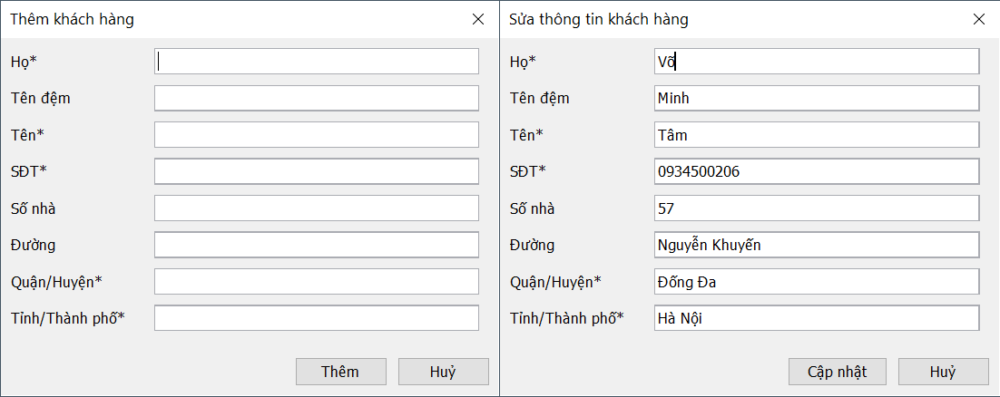 Thêm khách hàng
Họ*
Tên đệm
Tên*
SĐT*
Số nhà
Đường
Quận/Huyện*
Tỉnh/Thành phố*
Thêm Huỷ
Sửa thông tin khách hàng
Họ* Võ
Tên đệm Minh
Tên* Tâm
SĐT* 0934500206
Số nhà 57
Đường Nguyễn Khuyến
Quận/Huyện* Đống Đa
Tỉnh/Thành phố* Hà Nội
Cập nhật Huỷ